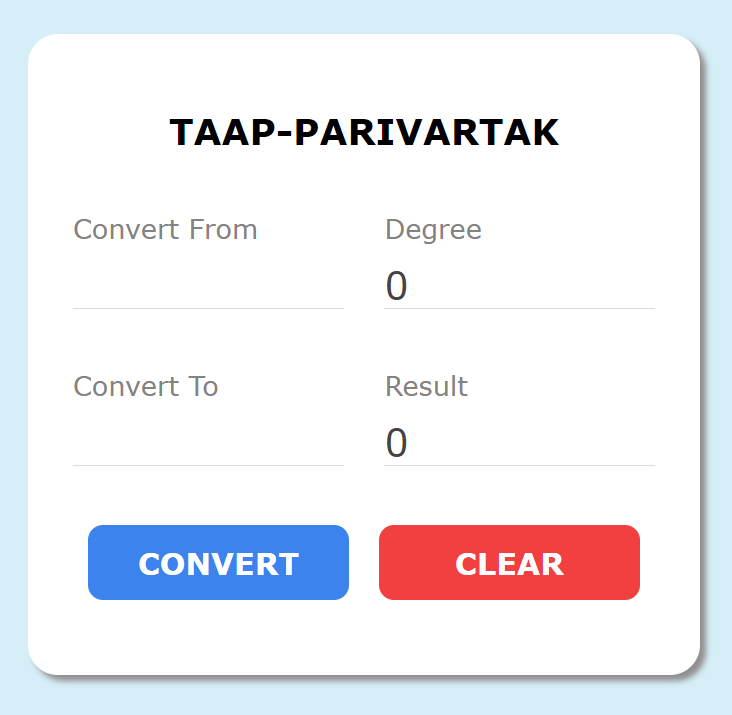 TAAP-PARIVARTAK
Convert From
Degree
0
Convert To
Result
0
CONVERT
CLEAR